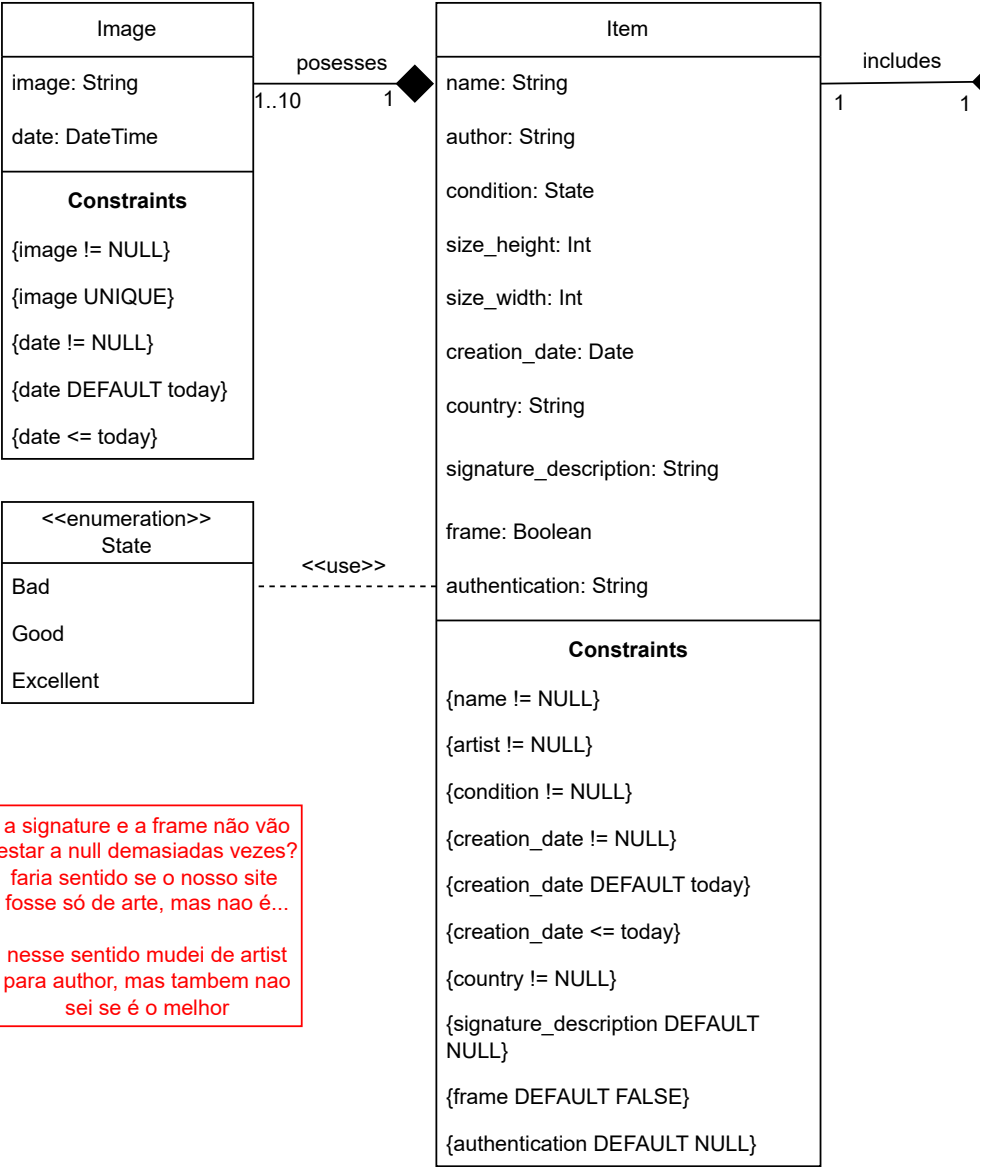 Image
image: String
date: DateTime
Constraints
{image != NULL}
{image UNIQUE}
{date != NULL}
{date DEFAULT today}
{date <= today}
posesses
1..10
1
Item
name: String
author: String
condition: State
size_height: Int
size_width: Int
creation_date: Date
country: String
signature_description: String
frame: Boolean
authentication: String
Constraints
{name != NULL}
{artist != NULL}
{condition != NULL}
{creation_date != NULL}
{creation_date DEFAULT today}
{creation_date <= today}
{country != NULL}
{signature_description DEFAULT
NULL}
{frame DEFAULT FALSE}
{authentication DEFAULT NULL}
includes
1
1
<<enumeration>>
State
Bad
Good
Excellent
<<use>>
a signature e a frame não vão
estar a null demasiadas vezes?
faria sentido se o nosso site
fosse só de arte, mas nao é...
nesse sentido mudei de artist
para author, mas tambem nao
sei se é o melhor